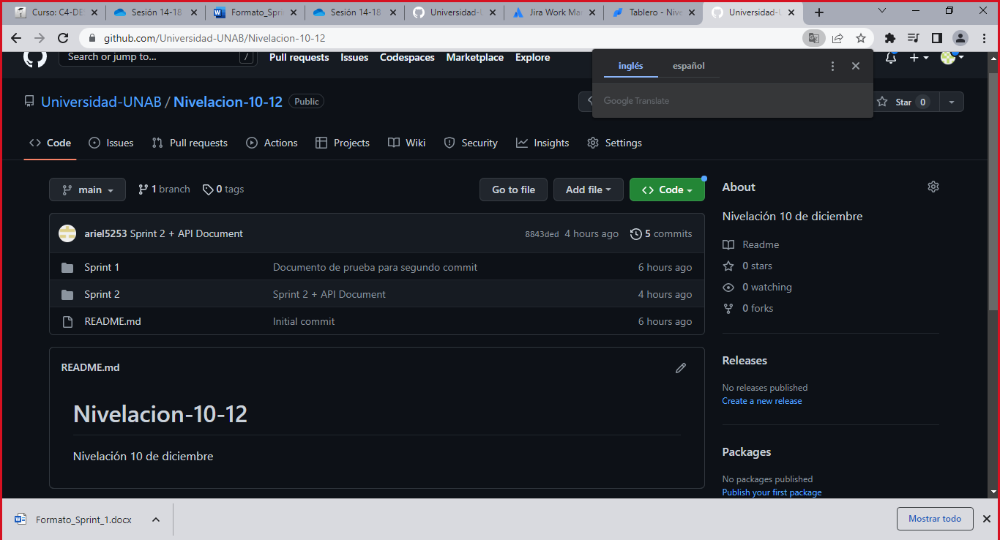 Curso: C4-DE
Sesión 14-18
Formato_Spri
Sesión 14-18
Universidad-U
Jira Work Ma
Tablero - Nive
Universidad-U
github.com/Universidad-UNAB/Nivelacion-10-12
Search or jump to... /
Pull requests Issues Codespaces Marketplace Explore
inglés español
Google Translate
Universidad-UNAB / Nivelacion-10-12 Public
Star 0
Code Issues Pull requests Actions Projects Wiki Security Insights Settings
main 1 branch 0 tags Go to file Add file Code
About
Nivelación 10 de diciembre
Readme
0 stars
0 watching
0 forks
ariel5253 Sprint 2 + API Document 8843ded 4 hours ago 5 commits
Sprint 1 Documento de prueba para segundo commit 6 hours ago
Sprint 2 Sprint 2 + API Document 4 hours ago
README.md Initial commit 6 hours ago
README.md
Nivelacion-10-12
Nivelación 10 de diciembre
Releases
No releases published
Create a new release
Packages
No packages published
Publish your first package
Formato_Sprint_1.docx
Mostrar todo